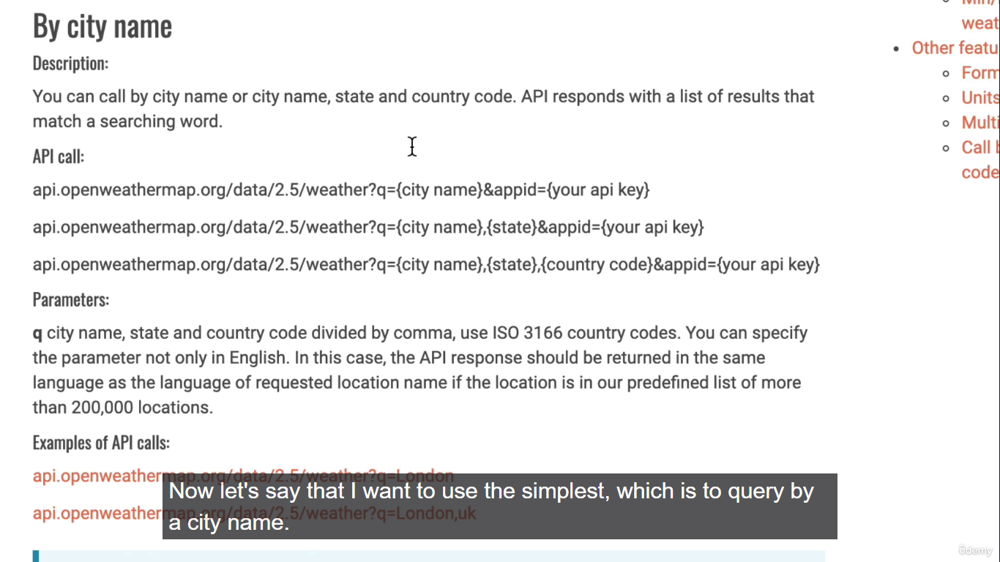 By city name
Description:
You can call by city name or city name, state and country code. API responds with a list of results that
match a searching word.
API call:
api.openweathermap.org/data/2.5/weather?q={city name}&appid={your api key}
api.openweathermap.org/data/2.5/weather?q={city name},{state}&appid={your api key}
api.openweathermap.org/data/2.5/weather?q={city name},{state},{country code}&appid={your api key}
Parameters:
q city name, state and country code divided by comma, use ISO 3166 country codes. You can specify
the parameter not only in English. In this case, the API response should be returned in the same
language as the language of requested location name if the location is in our predefined list of more
than 200,000 locations.
Examples of API calls:
api.openweathermap.org/data/2.5/weather?q=London
api.openweathermap.org/data/2.5/weather?q=London,uk
Now let's say that I want to use the simplest, which is to query by
a city name.
weat
Other featu
Form
Units
Multi
Call b
code
ûdemy